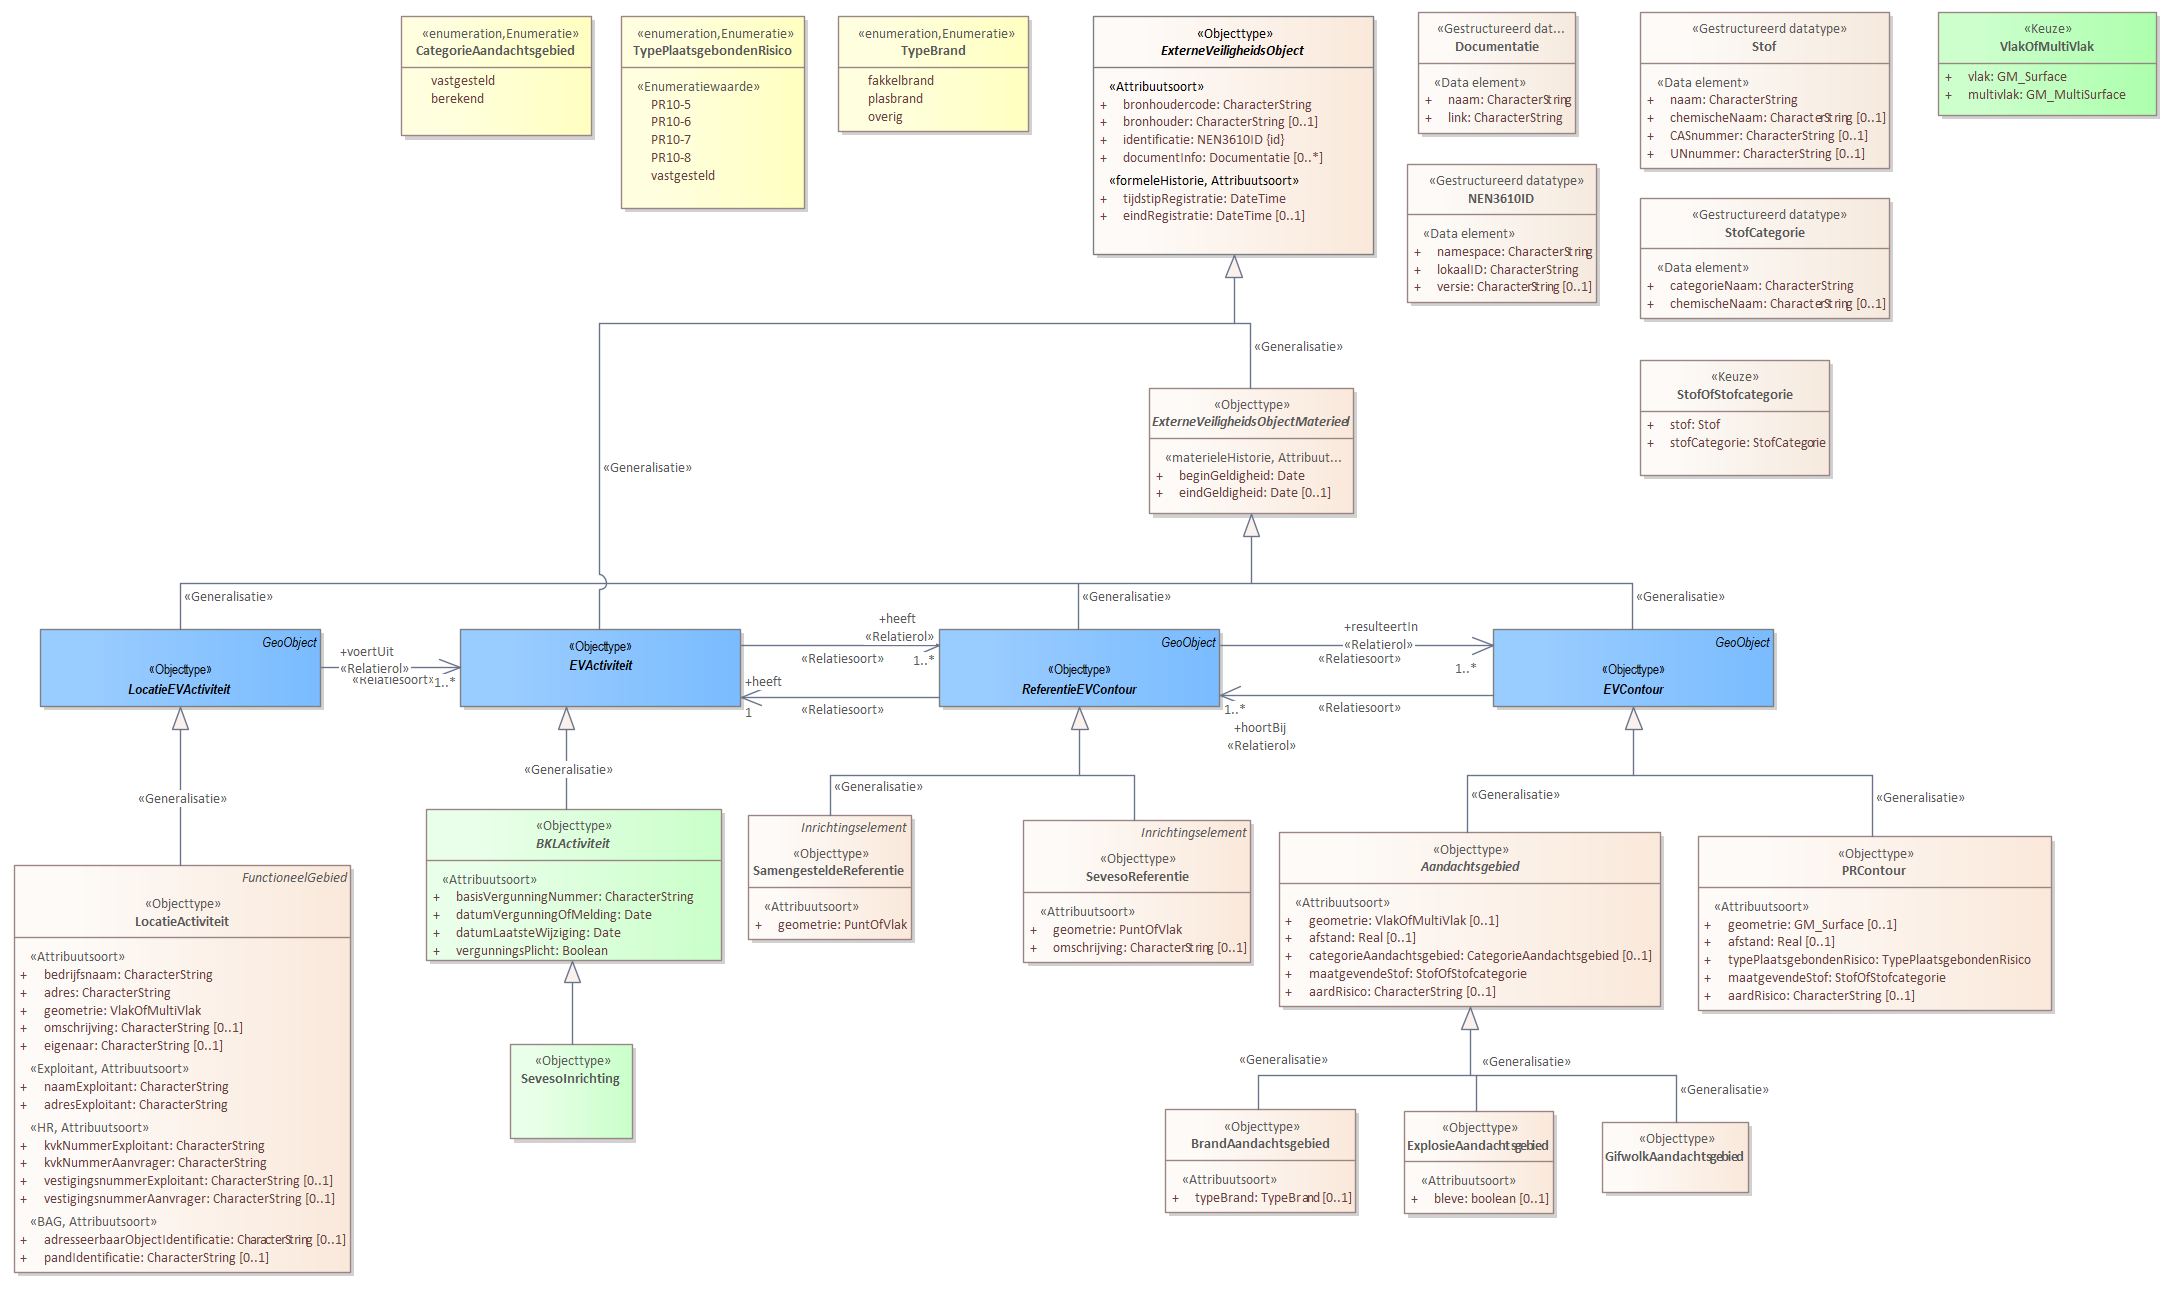 «enumeration,Enumeratie»
CategorieAandachtsgebied
vastgesteld
berekend
«enumeration,Enumeratie»
TypePlaatsgebondenRisico
«Enumeratiewaarde»
PR10-5
PR10-6
PR10-7
PR10-8
vastgesteld
«enumeration,Enumeratie»
TypeBrand
fakkelbrand
plasbrand
overig
«Objecttype»
ExterneVeiligheidsObject
«Attribuutsoort»
+ bronhoudercode: CharacterString
+ bronhouder: CharacterString [0..1]
+ identificatie: NEN3610ID {id}
+ documentInfo: Documentatie [0..*]
«formeleHistorie, Attribuutsoort»
+ tijdstipRegistratie: DateTime
+ eindRegistratie: DateTime [0..1]
«Gestructureerd dat...
Documentatie
«Data element»
+ naam: CharacterString
+ link: CharacterString
«Gestructureerd datatype»
NEN3610ID
«Data element»
+ namespace: CharacterString
+ lokaalID: CharacterString
+ versie: CharacterString [0..1]
«Gestructureerd datatype»
Stof
«Data element»
+ naam: CharacterString
+ chemischeNaam: CharacterString [0..1]
+ CASnummer: CharacterString [0..1]
+ UNnummer: CharacterString [0..1]
«Gestructureerd datatype»
StofCategorie
«Data element»
+ categorieNaam: CharacterString
+ chemischeNaam: CharacterString [0..1]
«Keuze»
StofOfStofcategorie
+ stof: Stof
+ stofCategorie: StofCategorie
«Keuze»
VlakOfMultiVlak
+ vlak: GM_Surface
+ multivlak: GM_MultiSurface
«Generalisatie»
«Generalisatie»
«Objecttype»
ExterneVeiligheidsObjectMaterieel
«materieleHistorie, Attribuut...
+ beginGeldigheid: Date
+ eindGeldigheid: Date [0..1]
«Generalisatie»
«Generalisatie»
«Generalisatie»
GeoObject
«Objecttype»
LocatieEVActiviteit
+voertUit
«Relatierol»
«Relatiesoort»
1..*
«Objecttype»
EVActiviteit
+heeft
«Relatierol»
«Relatiesoort»
1..*
+heeft
1
«Relatiesoort»
GeoObject
«Objecttype»
ReferentieEVContour
+resulteertIn
«Relatierol»
«Relatiesoort»
1..*
«Relatiesoort»
1..*
+hoortBij
«Relatierol»
GeoObject
«Objecttype»
EVContour
«Generalisatie»
«Generalisatie»
«Generalisatie»
«Generalisatie»
«Generalisatie»
FunctioneelGebied
«Objecttype»
LocatieActiviteit
«Attribuutsoort»
+ bedrijfsnaam: CharacterString
+ adres: CharacterString
+ geometrie: VlakOfMultiVlak
+ omschrijving: CharacterString [0..1]
+ eigenaar: CharacterString [0..1]
«Exploitant, Attribuutsoort»
+ naamExploitant: CharacterString
+ adresExploitant: CharacterString
«HR, Attribuutsoort»
+ kvkNummerExploitant: CharacterString
+ kvkNummerAanvrager: CharacterString
+ vestigingsnummerExploitant: CharacterString [0..1]
+ vestigingsnummerAanvrager: CharacterString [0..1]
«BAG, Attribuutsoort»
+ adresseerbaarObjectIdentificatie: CharacterString [0..1]
+ pandIdentificatie: CharacterString [0..1]
«Objecttype»
BKLActiviteit
«Attribuutsoort»
+ basisVergunningNummer: CharacterString
+ datumVergunningOfMelding: Date
+ datumLaatsteWijziging: Date
+ vergunningsPlicht: Boolean
«Objecttype»
SevesoInrichting
Inrichtingselement
«Objecttype»
SamengesteldeReferentie
«Attribuutsoort»
+ geometrie: PuntOfVlak
Inrichtingselement
«Objecttype»
SevesoReferentie
«Attribuutsoort»
+ geometrie: PuntOfVlak
+ omschrijving: CharacterString [0..1]
«Objecttype»
Aandachtsgebied
«Attribuutsoort»
+ geometrie: VlakOfMultiVlak [0..1]
+ afstand: Real [0..1]
+ categorieAandachtsgebied: CategorieAandachtsgebied [0..1]
+ maatgevendeStof: StofOfStofcategorie
+ aardRisico: CharacterString [0..1]
«Objecttype»
PRContour
«Attribuutsoort»
+ geometrie: GM_Surface [0..1]
+ afstand: Real [0..1]
+ typePlaatsgebondenRisico: TypePlaatsgebondenRisico
+ maatgevendeStof: StofOfStofcategorie
+ aardRisico: CharacterString [0..1]
«Generalisatie»
«Generalisatie»
«Generalisatie»
«Objecttype»
BrandAandachtsgebied
«Attribuutsoort»
+ typeBrand: TypeBrand [0..1]
«Objecttype»
ExplosieAandachtsgebied
«Attribuutsoort»
+ bleve: boolean [0..1]
«Objecttype»
GifwolkAandachtsgebied